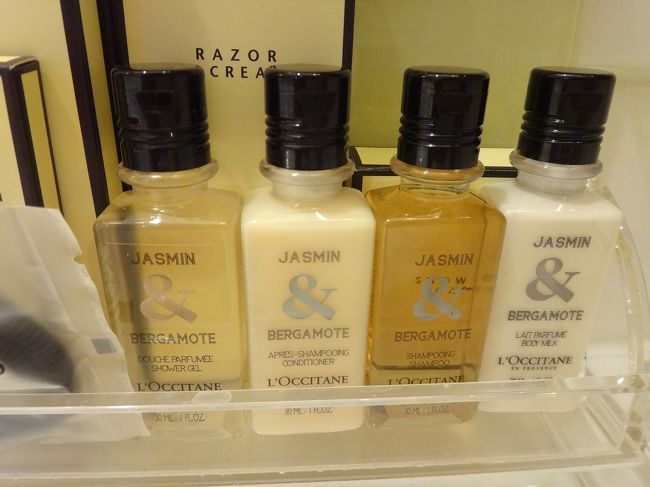 RAZOR
& CREAM
JASMIN
&
BERGAMOTE
DOUCHE PARFUMÉE
SHOWER GEL
L'OCCITANE
30 ML - 1 FL.OZ.
JASMIN
&
BERGAMOTE
APRÈS-SHAMPOOING
CONDITIONER
L'OCCITANE
30 ML - 1 FL.OZ.
JASMIN
&
BERGAMOTE
SHAMPOOING
SHAMPOO
L'OCCITANE
30 ML - 1 FL.OZ.
JASMIN
&
BERGAMOTE
LAIT PARFUMÉ
BODY MILK
L'OCCITANE
EN PROVENCE